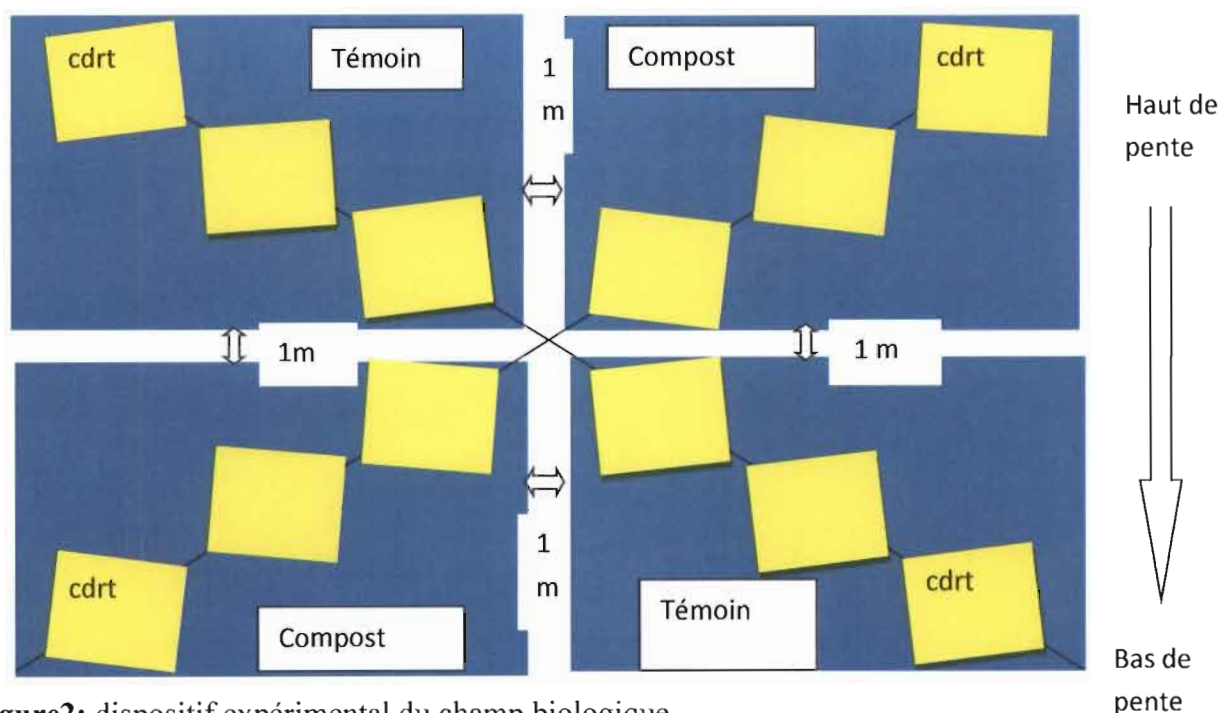 cdrt
Témoin
1
m
Compost
cdrt
Haut de
pente
1m
1 m
cdrt
Compost
1
m
Témoin
cdrt
Bas de
pente
gure2: dispositif expérimental du champ biologique